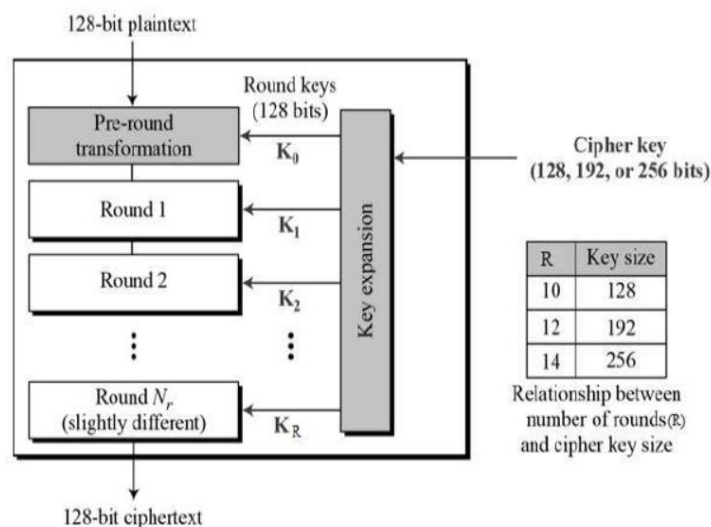 128-bit plaintext
Round keys
(128 bits)
Pre-round
transformation
K₀
Cipher key
(128, 192, or 256 bits)
Round 1
K₁
Round 2
K₂
Key expansion
R Key size
10 128
12 192
14 256
Round Nᵣ
(slightly different)
K_R
Relationship between
number of rounds(R)
and cipher key size
128-bit ciphertext